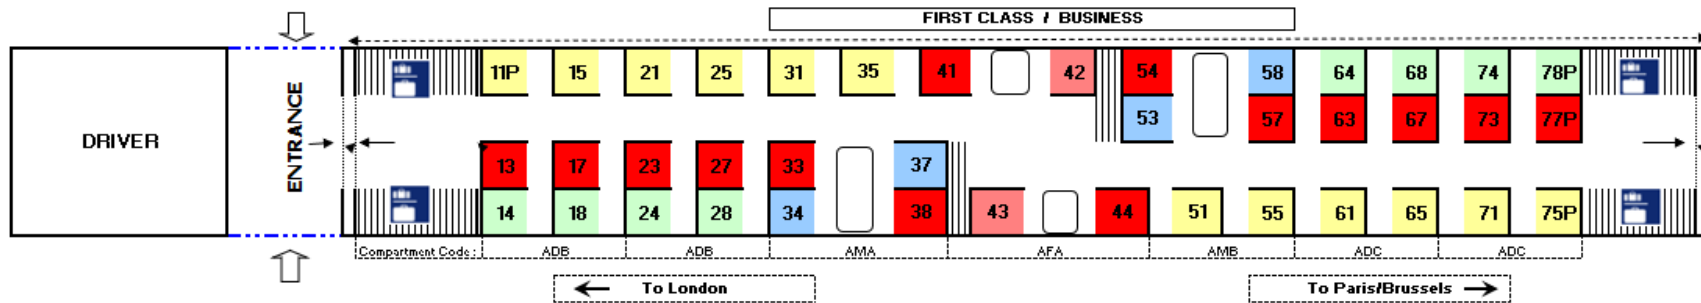 FIRST CLASS / BUSINESS
11P 15 21 25 31 35 41 42 54 58 64 68 74 78P
53 57 63 67 73 77P
DRIVER
ENTRANCE
13 17 23 27 33 37
14 18 24 28 34 38 43 44 51 55 61 65 71 75P
Compartment Code : ADB ADB AMA AFA AMB ADC ADC
To London
To Paris/Brussels